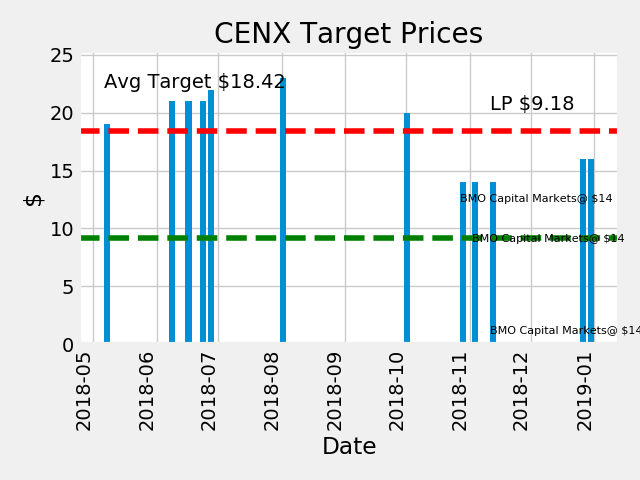 CENX Target Prices
25
Avg Target $18.42
LP $9.18
20
15
BMO Capital Markets@ $14
10
BMO Capital Markets@ $14
5
BMO Capital Markets@ $14
0
$
2018-05
2018-06
2018-07
2018-08
2018-09
2018-10
2018-11
2018-12
2019-01
Date